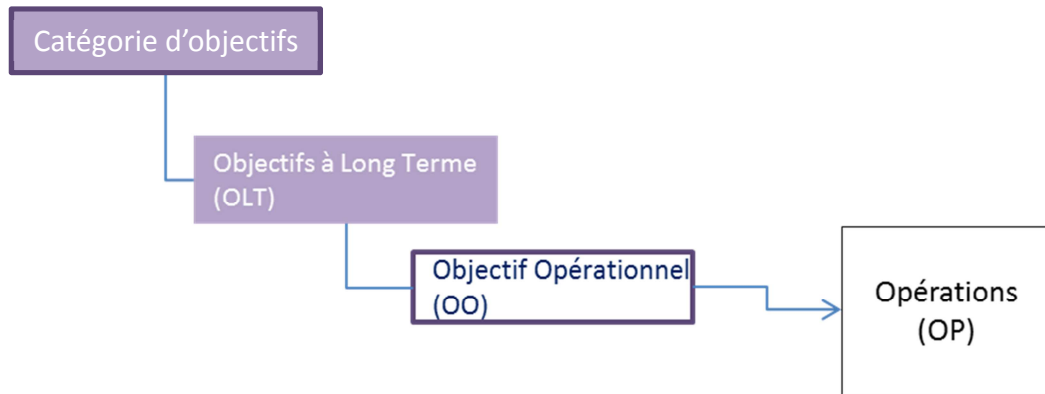 Catégorie d’objectifs
Objectifs à Long Terme
(OLT)
Objectif Opérationnel
(OO)
Opérations
(OP)